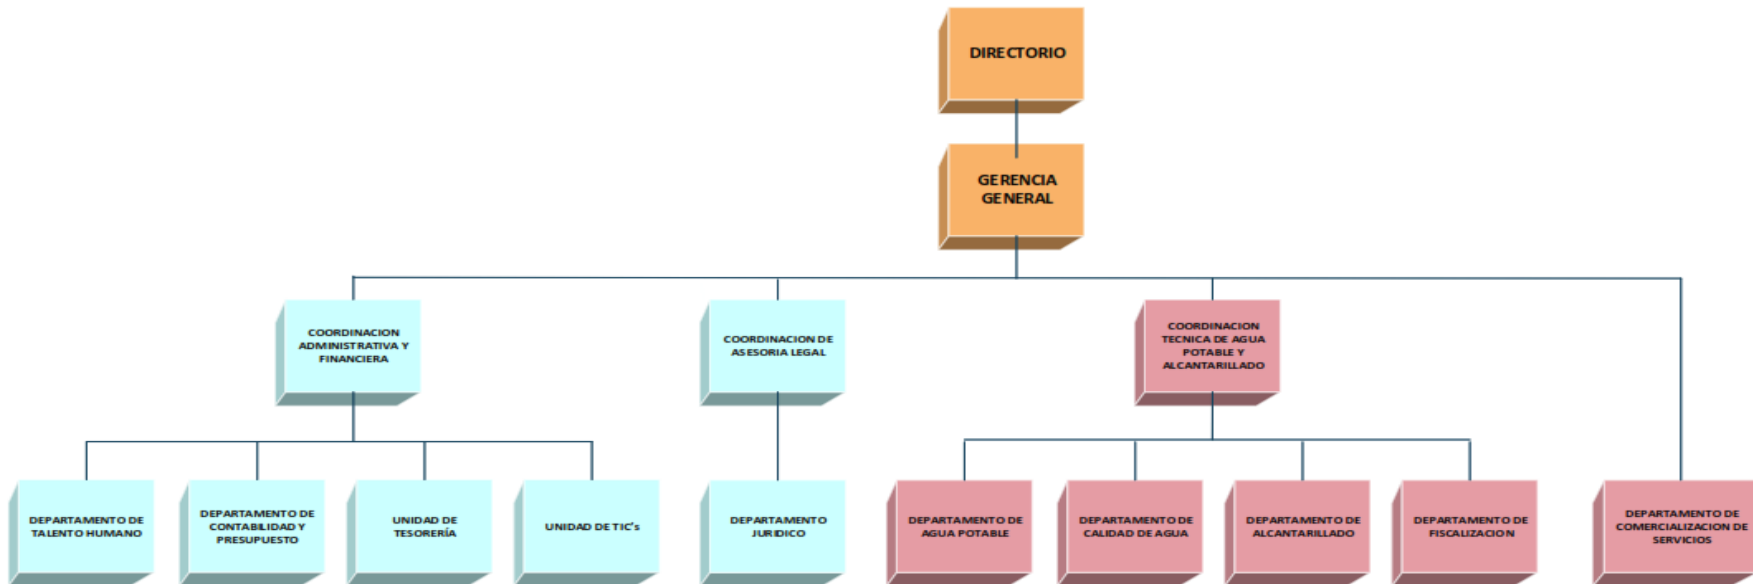 DIRECTORIO
GERENCIA
GENERAL
COORDINACION
ADMINISTRATIVA Y
FINANCIERA
COORDINACION DE
ASESORIA LEGAL
COORDINACION
TECNICA DE AGUA
POTABLE Y
ALCANTARILLADO
DEPARTAMENTO DE
TALENTO HUMANO
DEPARTAMENTO DE
CONTABILIDAD Y
PRESUPUESTO
UNIDAD DE
TESORERÍA
UNIDAD DE TIC's
DEPARTAMENTO
JURIDICO
DEPARTAMENTO DE
AGUA POTABLE
DEPARTAMENTO DE
CALIDAD DE AGUA
DEPARTAMENTO DE
ALCANTARILLADO
DEPARTAMENTO DE
FISCALIZACION
DEPARTAMENTO DE
COMERCIALIZACION DE
SERVICIOS